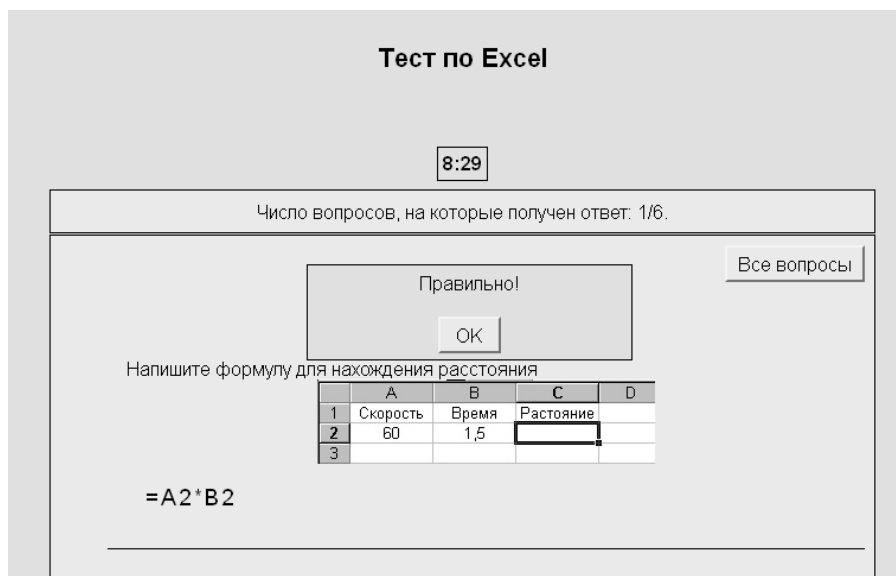 Тест по Excel
8:29
Число вопросов, на которые получен ответ: 1/6.
Все вопросы
Правильно!
OK
Напишите формулу для нахождения расстояния
A B C D
1 Скорость Время Растояние
2 60 1,5
3
=A2*B2